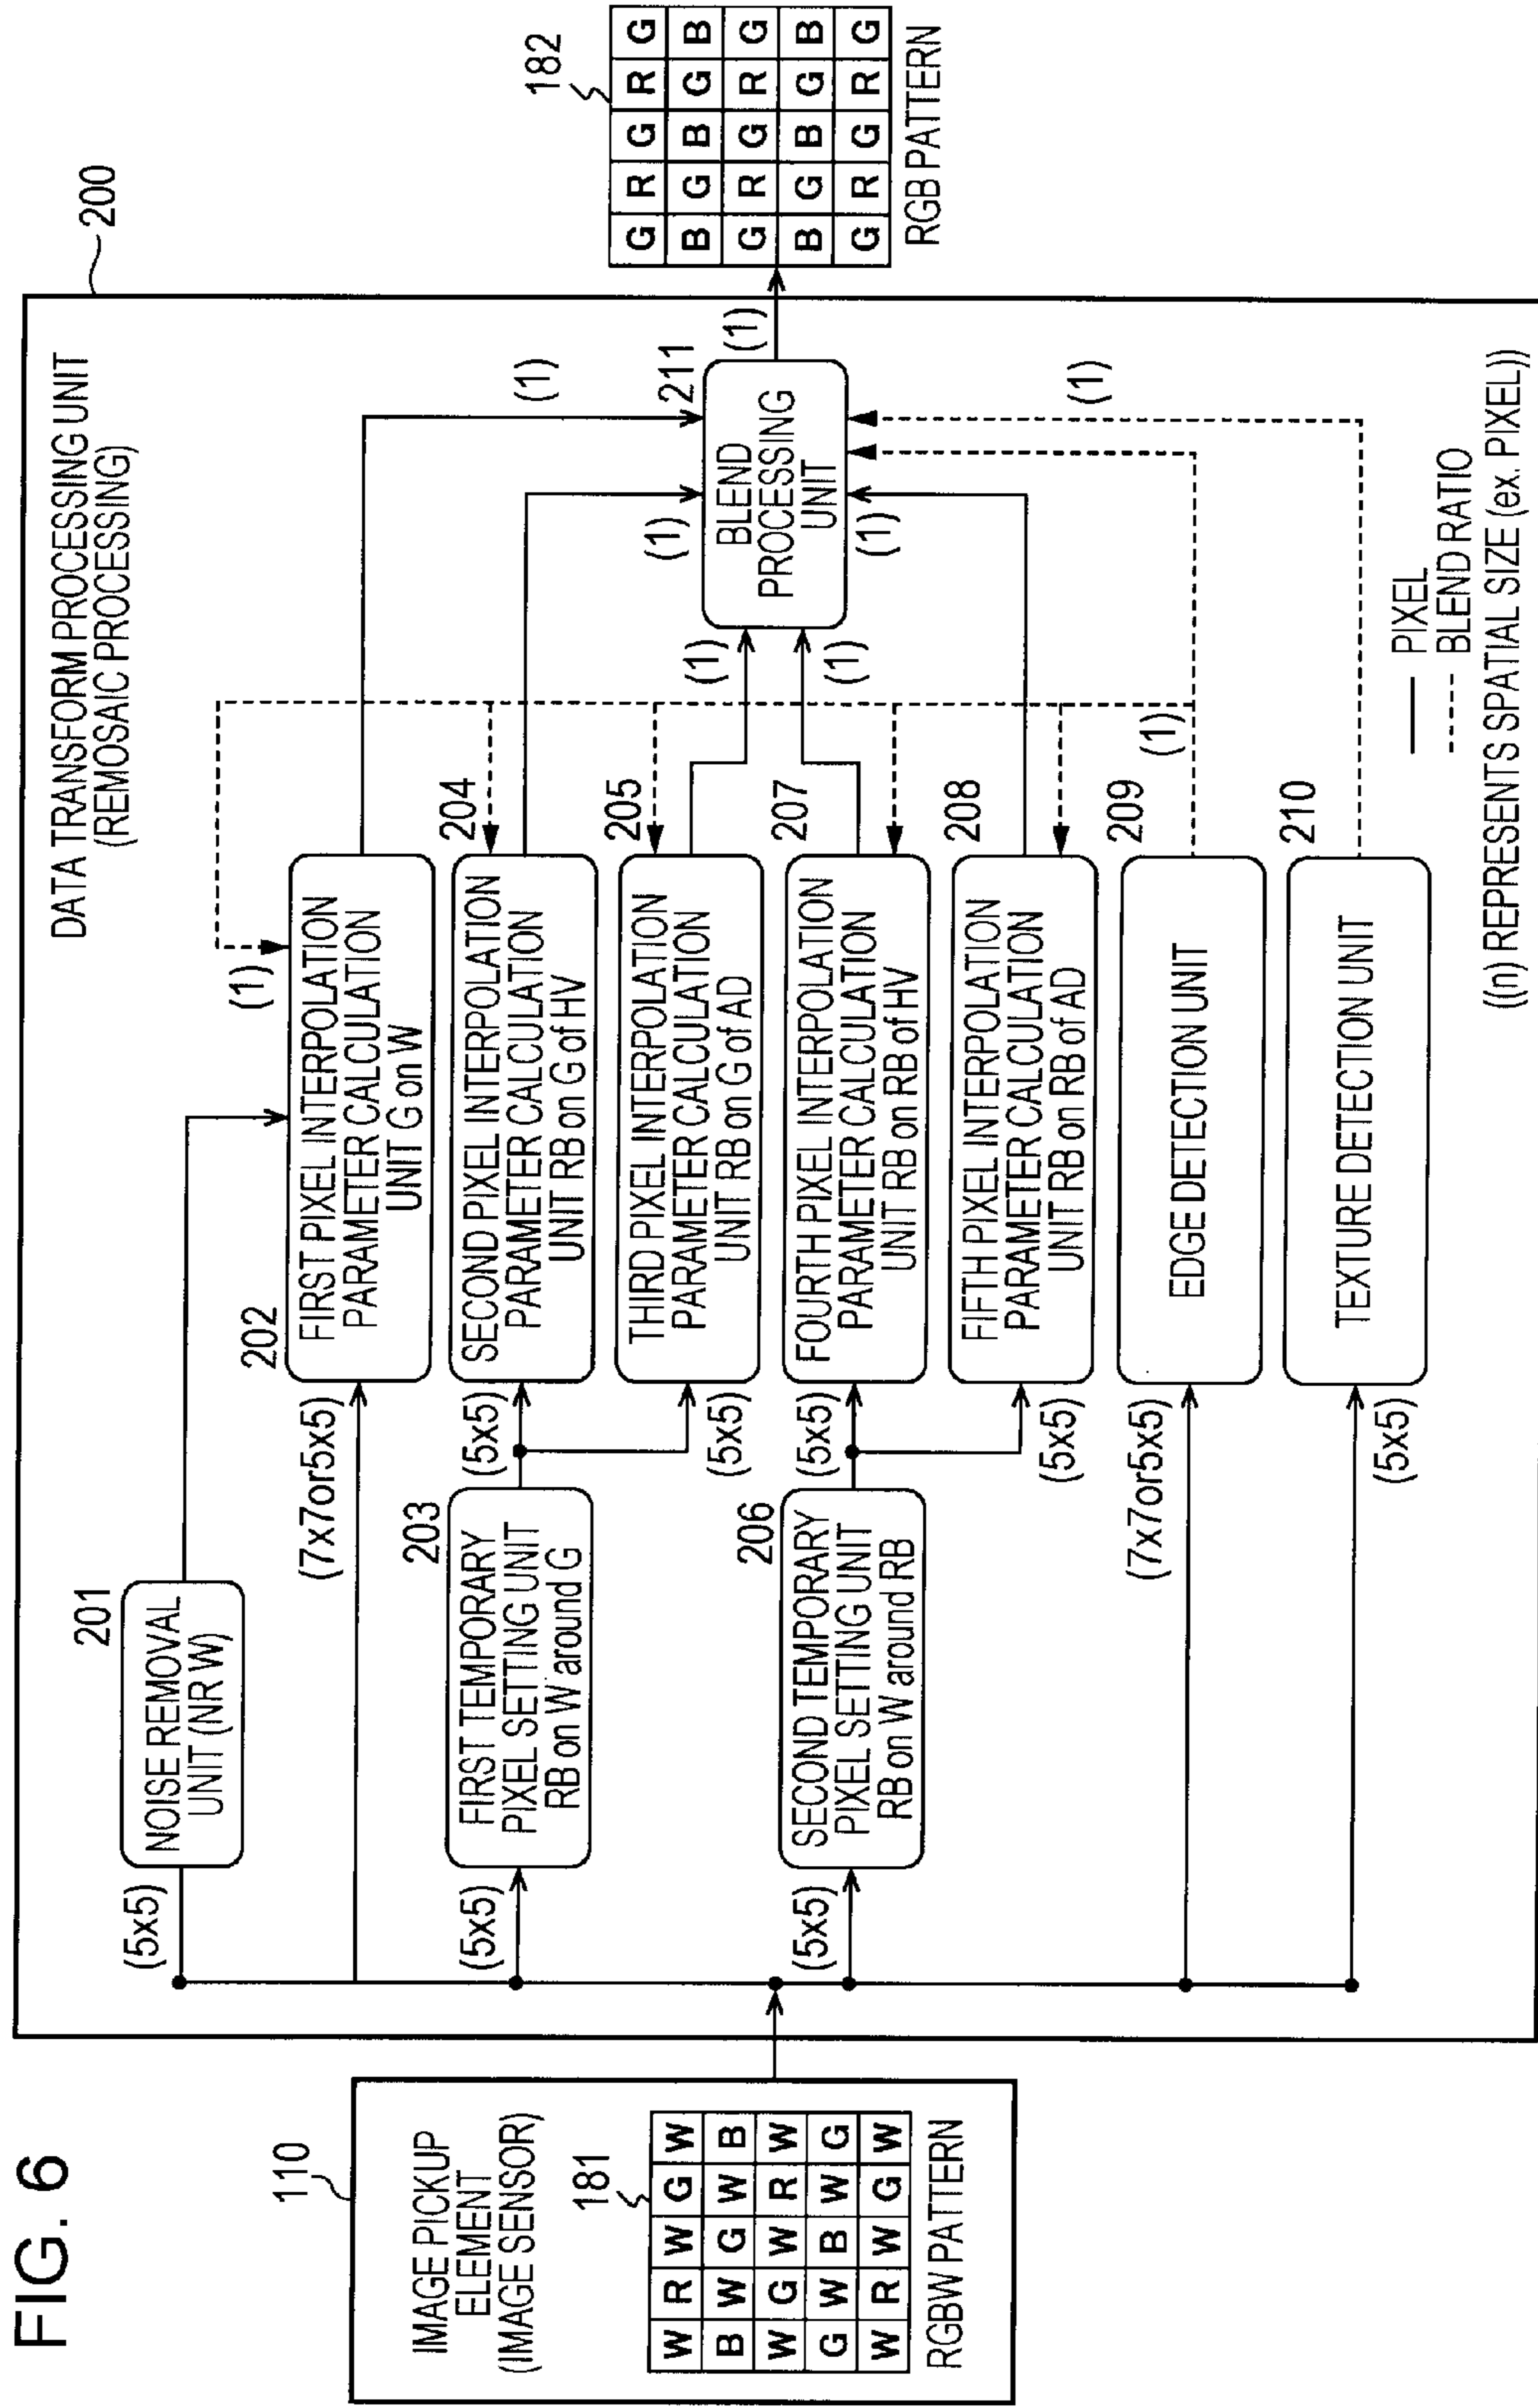 FIG. 6
110
IMAGE PICKUP
ELEMENT
(IMAGE SENSOR)
181
W R W G W
B W G W B
W G W R W
G W B W G
W R W G W
RGBW PATTERN
DATA TRANSFORM PROCESSING UNIT
(REMOSAIC PROCESSING)
200
(5x5)
201
NOISE REMOVAL
UNIT (NR W)
(7x7or5x5)
202
FIRST PIXEL INTERPOLATION
PARAMETER CALCULATION
UNIT G on W
(1)
(5x5)
203
FIRST TEMPORARY
PIXEL SETTING UNIT
RB on W around G
(5x5)
204
SECOND PIXEL INTERPOLATION
PARAMETER CALCULATION
UNIT RB on G of HV
(5x5)
205
THIRD PIXEL INTERPOLATION
PARAMETER CALCULATION
UNIT RB on G of AD
(5x5)
206
SECOND TEMPORARY
PIXEL SETTING UNIT
RB on W around RB
(5x5)
207
FOURTH PIXEL INTERPOLATION
PARAMETER CALCULATION
UNIT RB on RB of HV
(5x5)
208
FIFTH PIXEL INTERPOLATION
PARAMETER CALCULATION
UNIT RB on RB of AD
(7x7or5x5)
209
EDGE DETECTION UNIT
(1)
(5x5)
210
TEXTURE DETECTION UNIT
(1)
(1)
(1)
(1)
(1)
(1)
211
BLEND
PROCESSING
UNIT
(1)
182
G R G R G
B G B G B
G R G R G
B G B G B
G R G R G
RGB PATTERN
PIXEL
BLEND RATIO
((n) REPRESENTS SPATIAL SIZE (ex. PIXEL))